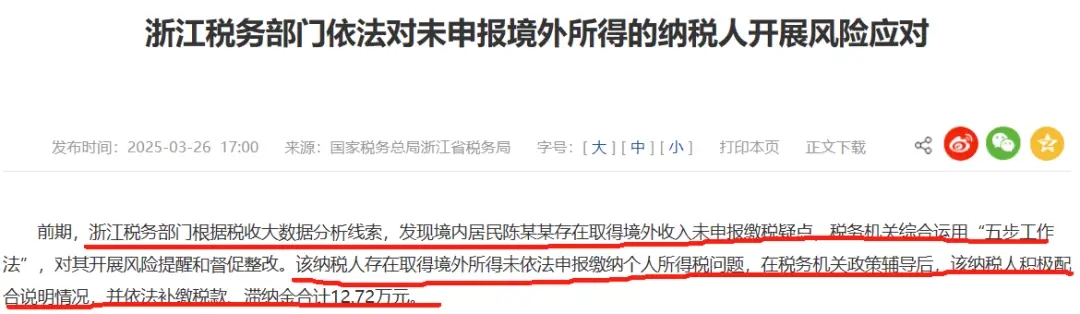 浙江税务部门依法对未申报境外所得的纳税人开展风险应对
发布时间：2025-03-26 17:00 来源：国家税务总局浙江省税务局 字号：[ 大 ] [ 中 ] [ 小 ] 打印本页 正文下载
前期，浙江税务部门根据税收大数据分析线索，发现境内居民陈某某存在取得境外收入未申报缴税疑点，税务机关综合运用“五步工作
法”，对其开展风险提醒和督促整改。该纳税人存在取得境外所得未依法申报缴纳个人所得税问题，在税务机关政策辅导后，该纳税人积极配
合说明情况，并依法补缴税款、滞纳金合计12.72万元。